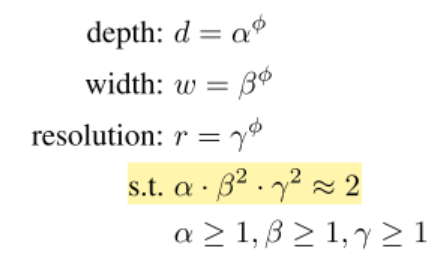 depth: d = α^ϕ
width: w = β^ϕ
resolution: r = γ^ϕ
s.t. α · β² · γ² ≈ 2
α ≥ 1, β ≥ 1, γ ≥ 1